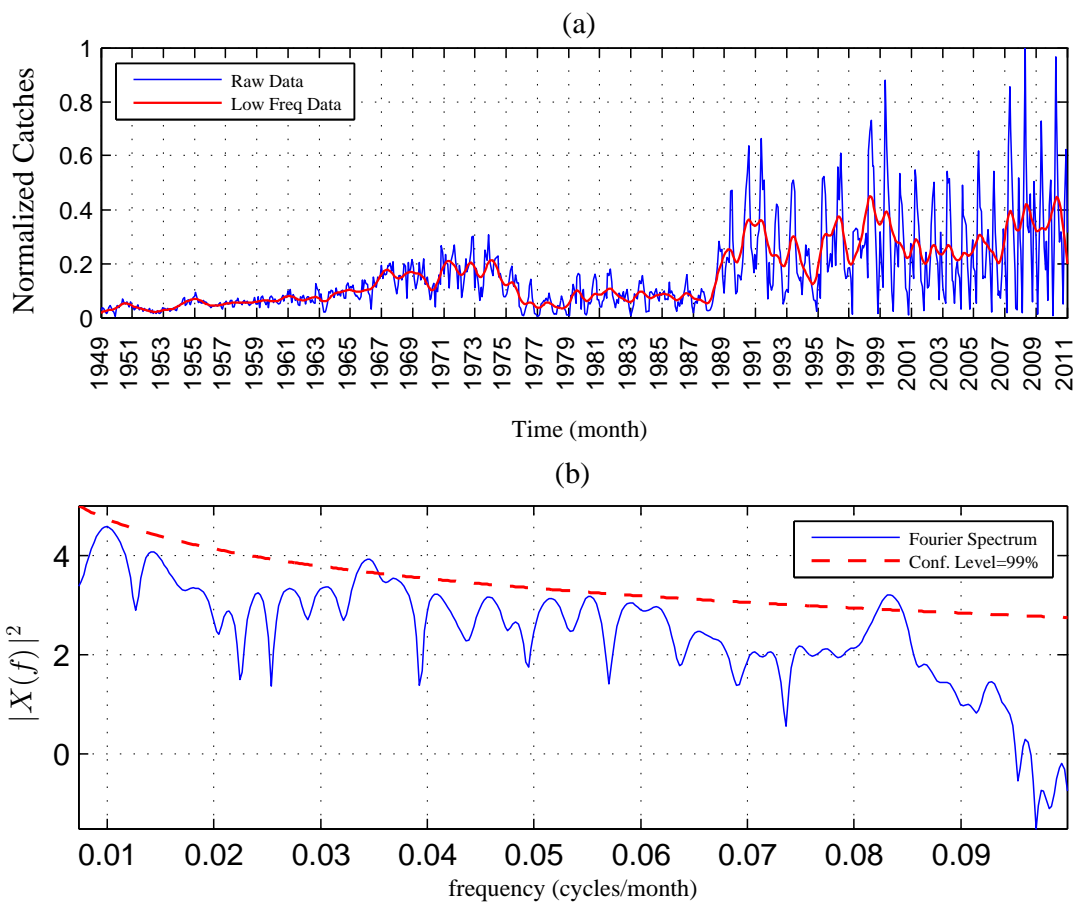 (a)
Normalized Catches
1
0.8
0.6
0.4
0.2
0
Raw Data
Low Freq Data
1949 1951 1953 1955 1957 1959 1961 1963 1965 1967 1969 1971 1973 1975 1977 1979 1981 1983 1985 1987 1989 1991 1993 1995 1997 1999 2001 2003 2005 2007 2009 2011
Time (month)
(b)
|X(f)|²
4
2
0
Fourier Spectrum
Conf. Level=99%
0.01 0.02 0.03 0.04 0.05 0.06 0.07 0.08 0.09
frequency (cycles/month)